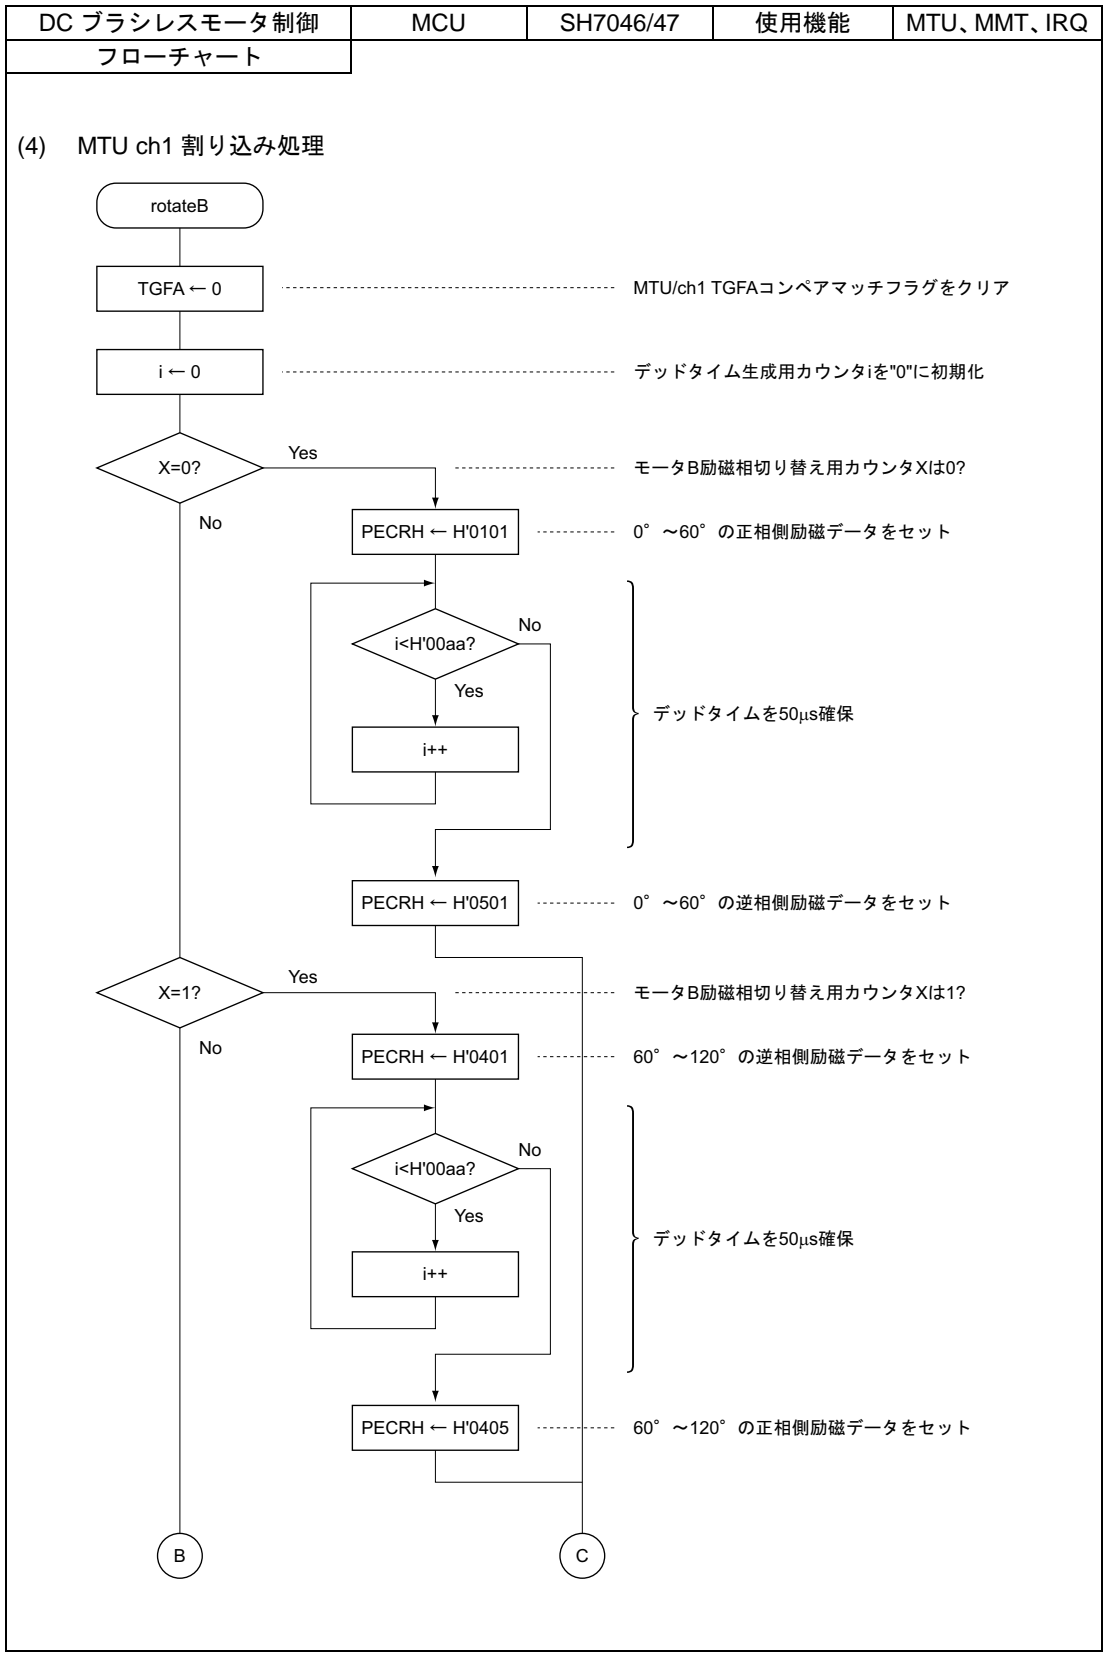 DC ブラシレスモータ制御 MCU SH7046/47 使用機能 MTU、MMT、IRQ
フローチャート
(4) MTU ch1 割り込み処理
rotateB
TGFA ← 0 MTU/ch1 TGFAコンペアマッチフラグをクリア
i ← 0 デッドタイム生成用カウンタiを"0"に初期化
X=0? Yes モータB励磁相切り替え用カウンタXは0?
No
PECRH ← H'0101 0°～60°の正相側励磁データをセット
i<H'00aa? No
Yes
デッドタイムを50μs確保
i++
PECRH ← H'0501 0°～60°の逆相側励磁データをセット
X=1? Yes モータB励磁相切り替え用カウンタXは1?
No
PECRH ← H'0401 60°～120°の逆相側励磁データをセット
i<H'00aa? No
Yes
デッドタイムを50μs確保
i++
PECRH ← H'0405 60°～120°の正相側励磁データをセット
B C